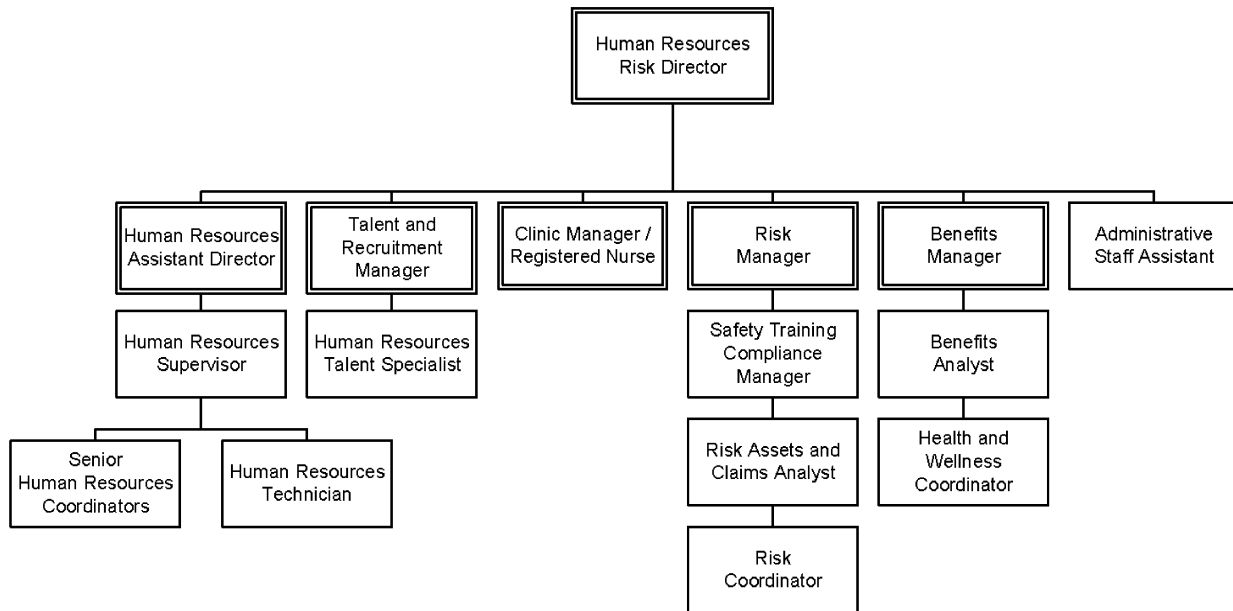 Human Resources
Risk Director
Human Resources
Assistant Director
Talent and
Recruitment
Manager
Clinic Manager /
Registered Nurse
Risk
Manager
Benefits
Manager
Administrative
Staff Assistant
Human Resources
Supervisor
Human Resources
Talent Specialist
Safety Training
Compliance
Manager
Benefits
Analyst
Senior
Human Resources
Coordinators
Human Resources
Technician
Risk Assets and
Claims Analyst
Health and
Wellness
Coordinator
Risk
Coordinator